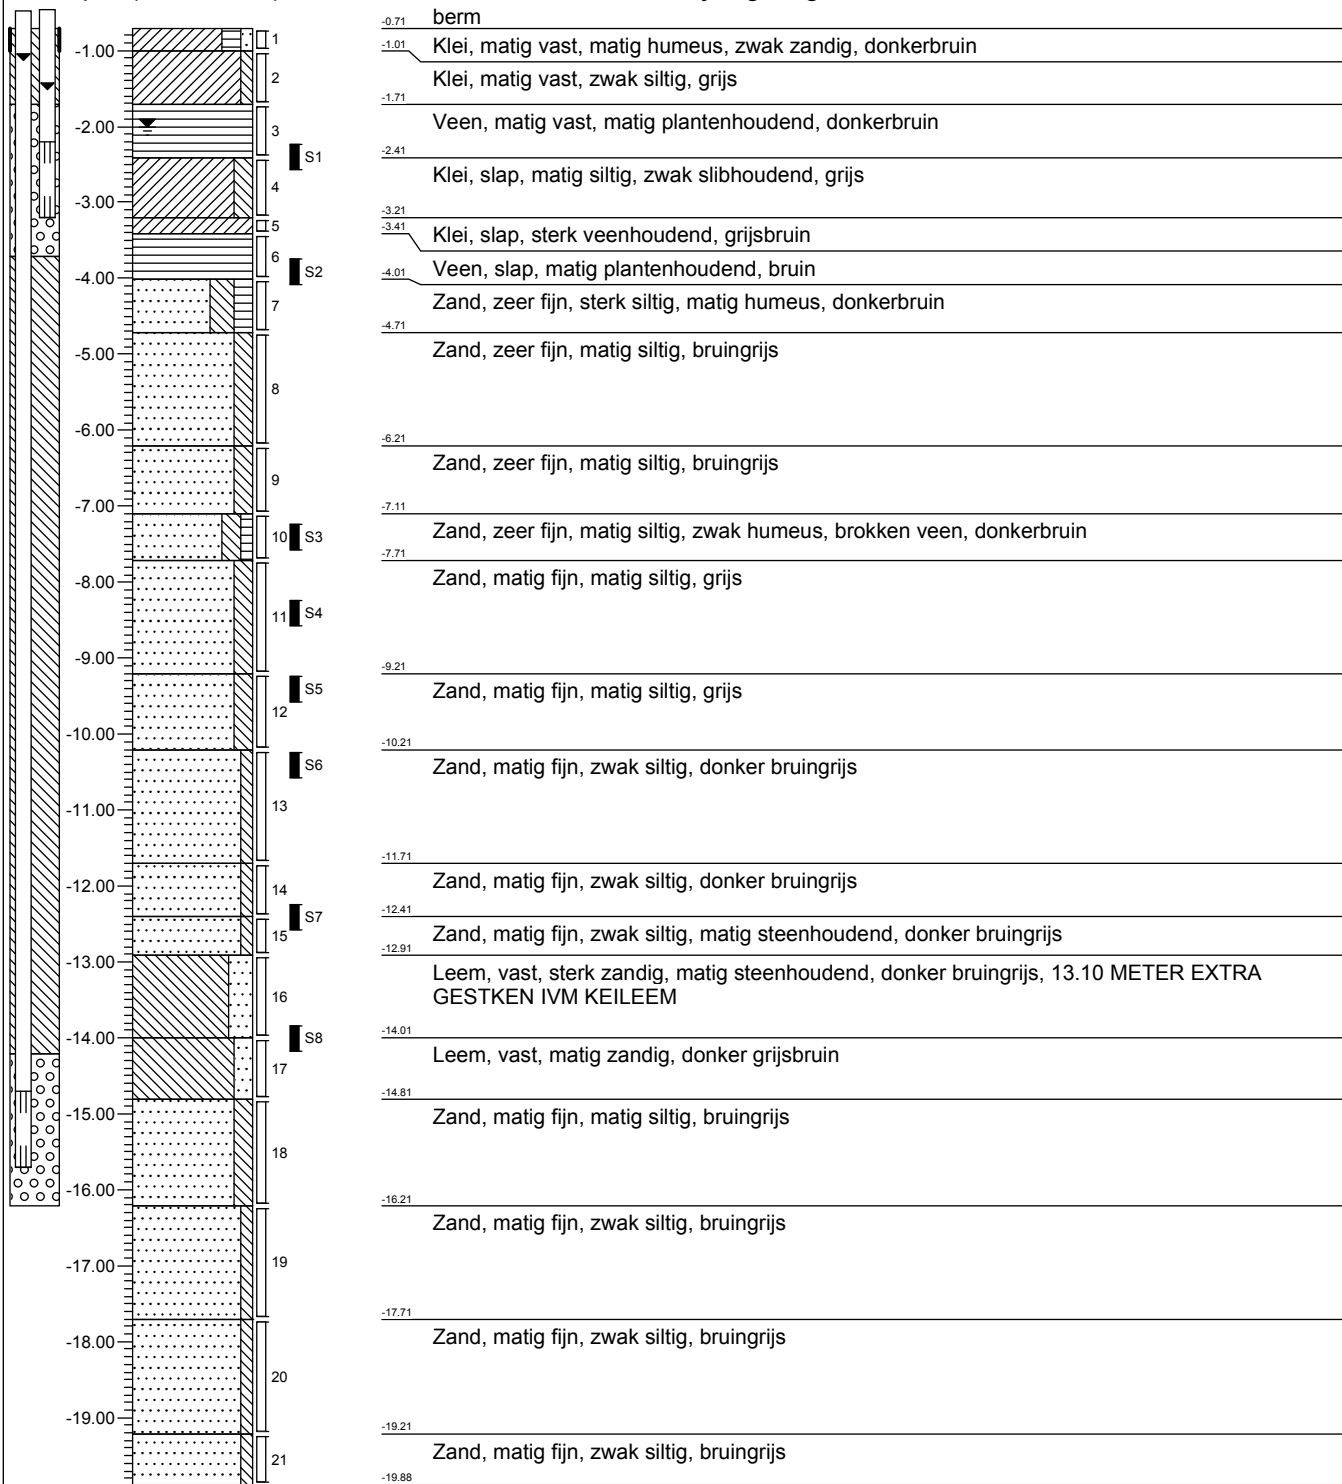 -0.71 berm
-1.00 1 -1.01 Klei, matig vast, matig humeus, zwak zandig, donkerbruin
2 Klei, matig vast, zwak siltig, grijs
-1.71
-2.00 3 Veen, matig vast, matig plantenhoudend, donkerbruin
S1 -2.41
-3.00 4 Klei, slap, matig siltig, zwak slibhoudend, grijs
-3.21
5 -3.41 Klei, slap, sterk veenhoudend, grijsbruin
6 Veen, slap, matig plantenhoudend, bruin
-4.00 S2 -4.01
7 Zand, zeer fijn, sterk siltig, matig humeus, donkerbruin
-4.71
-5.00 Zand, zeer fijn, matig siltig, bruingrijs
8
-6.00
-6.21
Zand, zeer fijn, matig siltig, bruingrijs
9
-7.00 -7.11
10 S3 Zand, zeer fijn, matig siltig, zwak humeus, brokken veen, donkerbruin
-7.71
-8.00 Zand, matig fijn, matig siltig, grijs
11 S4
-9.00
-9.21
S5 Zand, matig fijn, matig siltig, grijs
12
-10.00
-10.21
S6 Zand, matig fijn, zwak siltig, donker bruingrijs
13
-11.00
-11.71
-12.00 14 Zand, matig fijn, zwak siltig, donker bruingrijs
S7 -12.41
15 Zand, matig fijn, zwak siltig, matig steenhoudend, donker bruingrijs
-12.91
-13.00 Leem, vast, sterk zandig, matig steenhoudend, donker bruingrijs, 13.10 METER EXTRA
16 GESTKEN IVM KEILEEM
-14.00 S8 -14.01
17 Leem, vast, matig zandig, donker grijsbruin
-14.81
-15.00 Zand, matig fijn, matig siltig, bruingrijs
18
-16.00
-16.21
Zand, matig fijn, zwak siltig, bruingrijs
-17.00 19
-17.71
-18.00 Zand, matig fijn, zwak siltig, bruingrijs
20
-19.00
-19.21
21 Zand, matig fijn, zwak siltig, bruingrijs
-19.88